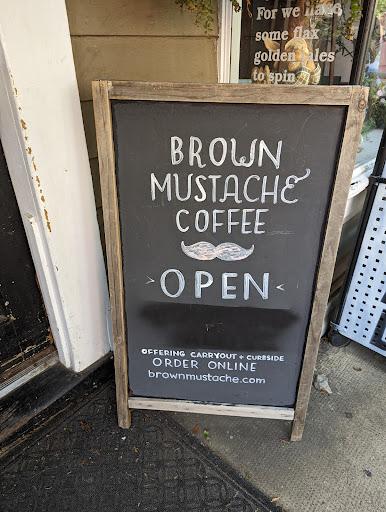 For we have
some flax
golden tales
to spin
BROWN
MUSTACHE
COFFEE
OPEN
OFFERING CARRYOUT + CURBSIDE
ORDER ONLINE
brownmustache.com